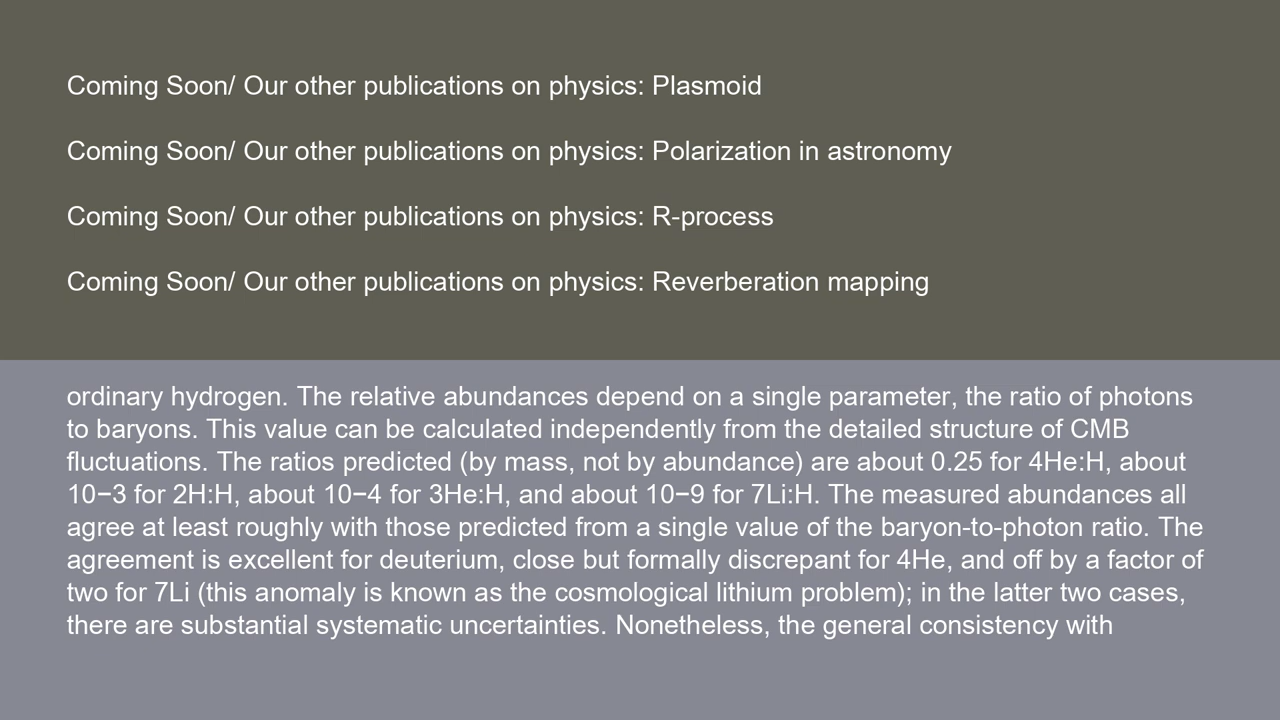 Coming Soon/ Our other publications on physics: Plasmoid
Coming Soon/ Our other publications on physics: Polarization in astronomy
Coming Soon/ Our other publications on physics: R-process
Coming Soon/ Our other publications on physics: Reverberation mapping
ordinary hydrogen. The relative abundances depend on a single parameter, the ratio of photons
to baryons. This value can be calculated independently from the detailed structure of CMB
fluctuations. The ratios predicted (by mass, not by abundance) are about 0.25 for 4He:H, about
10−3 for 2H:H, about 10−4 for 3He:H, and about 10−9 for 7Li:H. The measured abundances all
agree at least roughly with those predicted from a single value of the baryon-to-photon ratio. The
agreement is excellent for deuterium, close but formally discrepant for 4He, and off by a factor of
two for 7Li (this anomaly is known as the cosmological lithium problem); in the latter two cases,
there are substantial systematic uncertainties. Nonetheless, the general consistency with